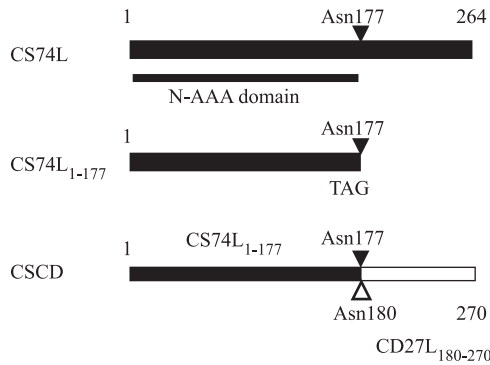 1 Asn177 264
CS74L
N-AAA domain
1 Asn177
CS74L1-177
TAG
1 CS74L1-177 Asn177
CSCD
Asn180 270
CD27L180-270